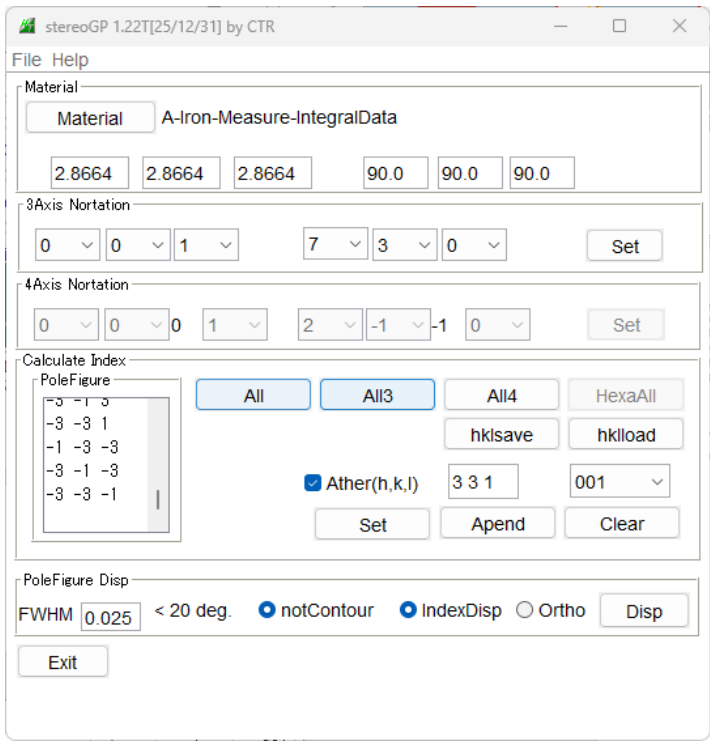 stereoGP 1.22T[25/12/31] by CTR
File Help
Material
Material A-Iron-Measure-IntegralData
2.8664 2.8664 2.8664 90.0 90.0 90.0
3Axis Nortation
0 0 1 7 3 0 Set
4Axis Nortation
0 0 0 1 2 -1 -1 0 Set
Calculate Index
PoleFigure
-3 -1 3
-3 -3 1
-1 -3 -3
-3 -1 -3
-3 -3 -1
All All3 All4 HexaAll
hklsave hklload
Ather(h,k,l) 3 3 1 001
Set Apend Clear
PoleFigure Disp
FWHM 0.025 < 20 deg. notContour IndexDisp Ortho Disp
Exit